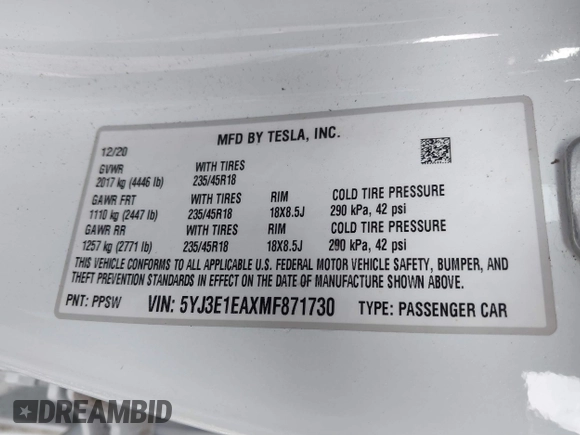 MFD BY TESLA, INC.
12/20
GVWR WITH TIRES
2017 kg (4446 lb) 235/45R18
GAWR FRT WITH TIRES RIM COLD TIRE PRESSURE
1110 kg (2447 lb) 235/45R18 18X8.5J 290 kPa, 42 psi
GAWR RR WITH TIRES RIM COLD TIRE PRESSURE
1257 kg (2771 lb) 235/45R18 18X8.5J 290 kPa, 42 psi
THIS VEHICLE CONFORMS TO ALL APPLICABLE U.S. FEDERAL MOTOR VEHICLE SAFETY, BUMPER, AND
THEFT PREVENTION STANDARDS IN EFFECT ON THE DATE OF MANUFACTURE SHOWN ABOVE.
PNT: PPSW VIN: 5YJ3E1EAXMF871730 TYPE: PASSENGER CAR
DREAMBID